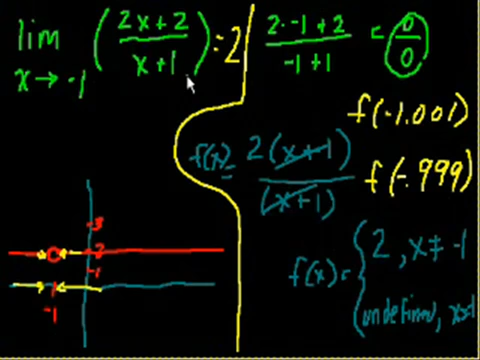 lim x→-1 (2x+2 / x+1) = 2
2·-1+2 / -1+1 = 0/0
f(-1.001)
f(x) = 2(x+1) / (x+1)
f(-.999)
f(x) = { 2, x≠-1
undefined, x=-1
-3
-2
-1
-1